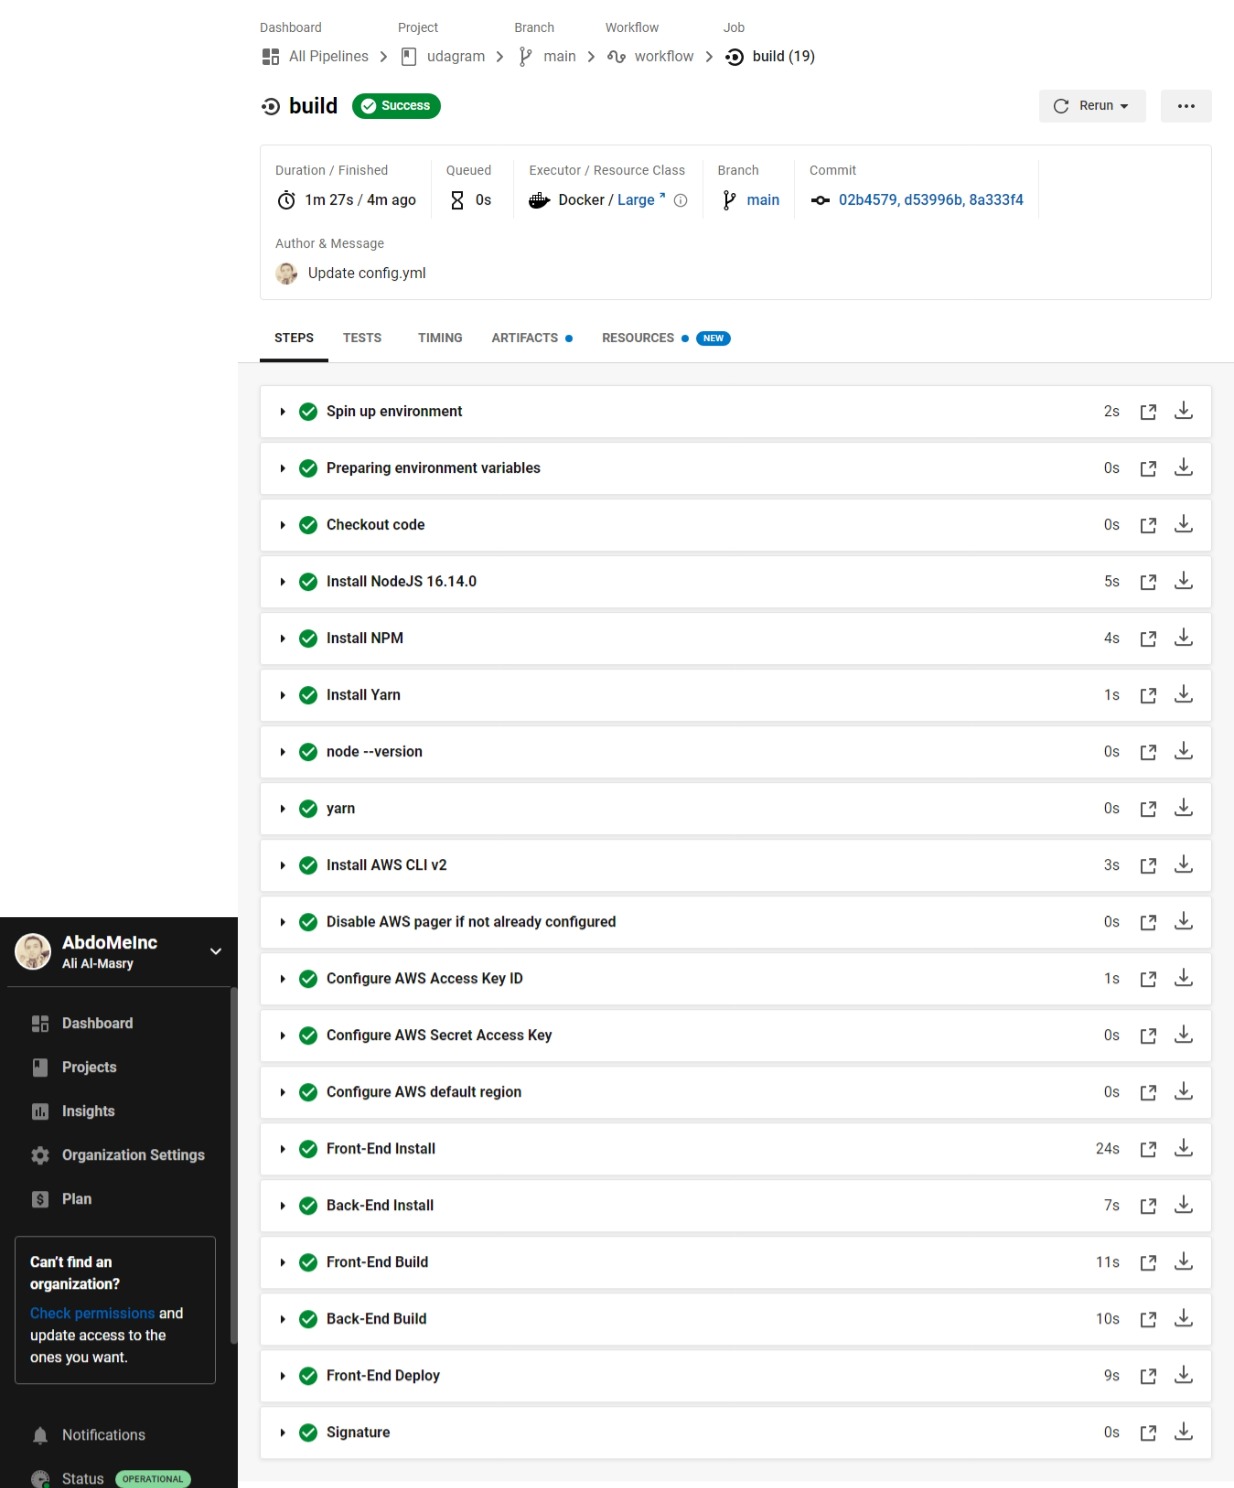 Dashboard Project Branch Workflow Job
All Pipelines udagram main workflow build (19)
build Success Rerun
Duration / Finished Queued Executor / Resource Class Branch Commit
1m 27s / 4m ago 0s Docker / Large main 02b4579, d53996b, 8a333f4
Author & Message
Update config.yml
STEPS TESTS TIMING ARTIFACTS RESOURCES NEW
Spin up environment 2s
Preparing environment variables 0s
Checkout code 0s
Install NodeJS 16.14.0 5s
Install NPM 4s
Install Yarn 1s
node --version 0s
yarn 0s
Install AWS CLI v2 3s
Disable AWS pager if not already configured 0s
Configure AWS Access Key ID 1s
Configure AWS Secret Access Key 0s
Configure AWS default region 0s
Front-End Install 24s
Back-End Install 7s
Front-End Build 11s
Back-End Build 10s
Front-End Deploy 9s
Signature 0s
AbdoMeInc
Ali Al-Masry
Dashboard
Projects
Insights
Organization Settings
Plan
Can't find an
organization?
Check permissions and
update access to the
ones you want.
Notifications
Status OPERATIONAL